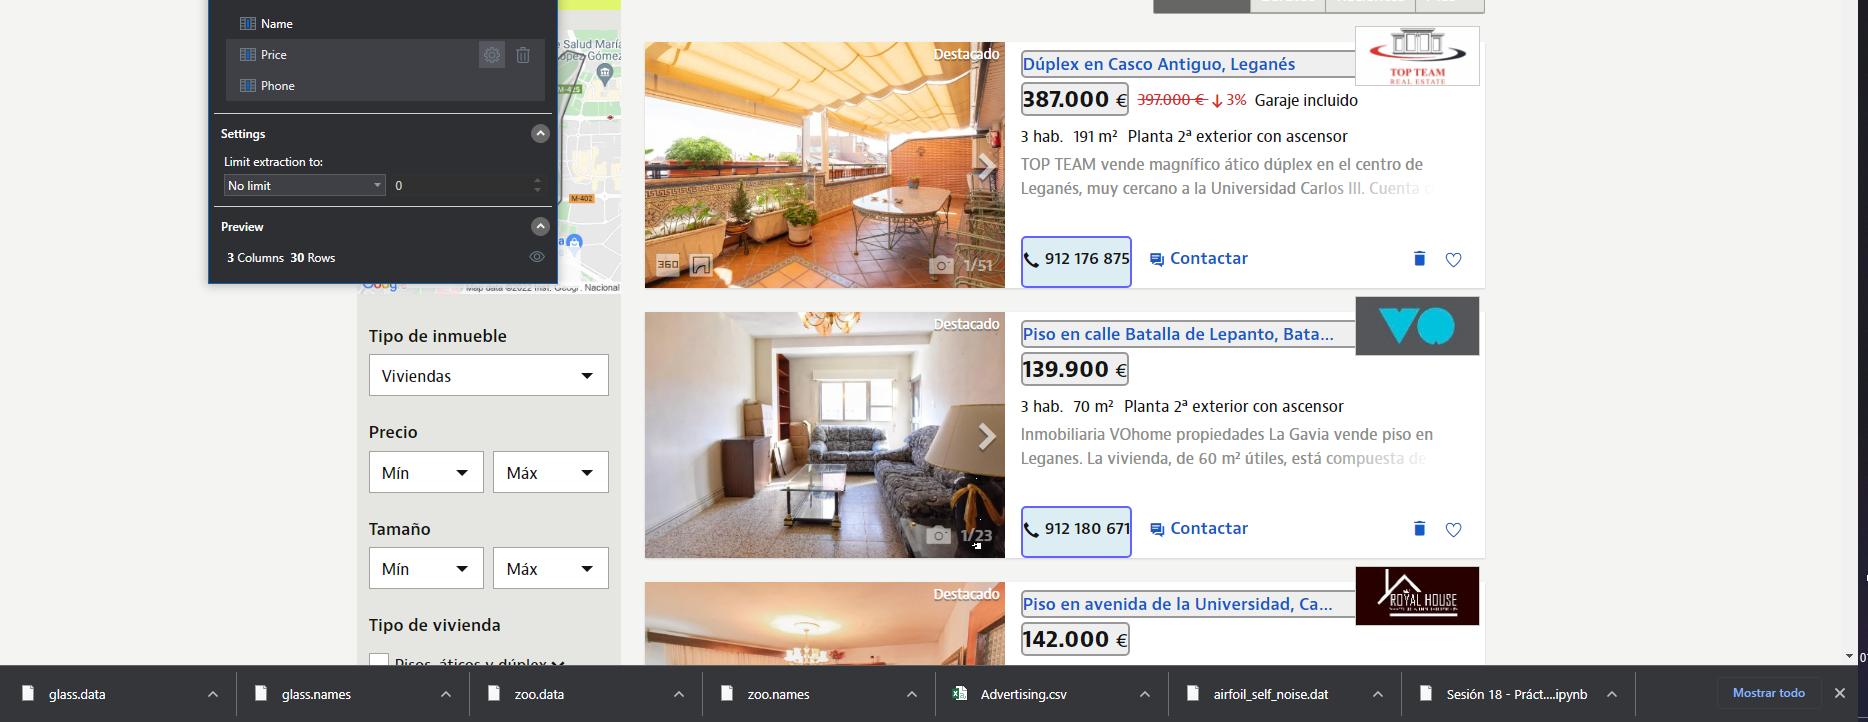 Name
Price
Phone
Settings
Limit extraction to:
No limit
0
Preview
3 Columns 30 Rows
Salud María
López Gómez
M-425
M-402
Google
Map data ©2022 Inst. Geogr. Nacional
Tipo de inmueble
Viviendas
Precio
Mín
Máx
Tamaño
Mín
Máx
Tipo de vivienda
Pisos, áticos y dúplex
Destacado
360
1/51
Dúplex en Casco Antiguo, Leganés
TOP TEAM
REAL ESTATE
387.000 € 397.000 € 3% Garaje incluido
3 hab. 191 m² Planta 2ª exterior con ascensor
TOP TEAM vende magnífico ático dúplex en el centro de
Leganés, muy cercano a la Universidad Carlos III. Cuenta
912 176 875
Contactar
Destacado
1/23
Piso en calle Batalla de Lepanto, Bata...
VO
139.900 €
3 hab. 70 m² Planta 2ª exterior con ascensor
Inmobiliaria VOhome propiedades La Gavia vende piso en
Leganes. La vivienda, de 60 m² útiles, está compuesta de
912 180 671
Contactar
Destacado
Piso en avenida de la Universidad, Ca...
ROYAL HOUSE
142.000 €
glass.data
glass.names
zoo.data
zoo.names
Advertising.csv
airfoil_self_noise.dat
Sesión 18 - Práct....ipynb
Mostrar todo